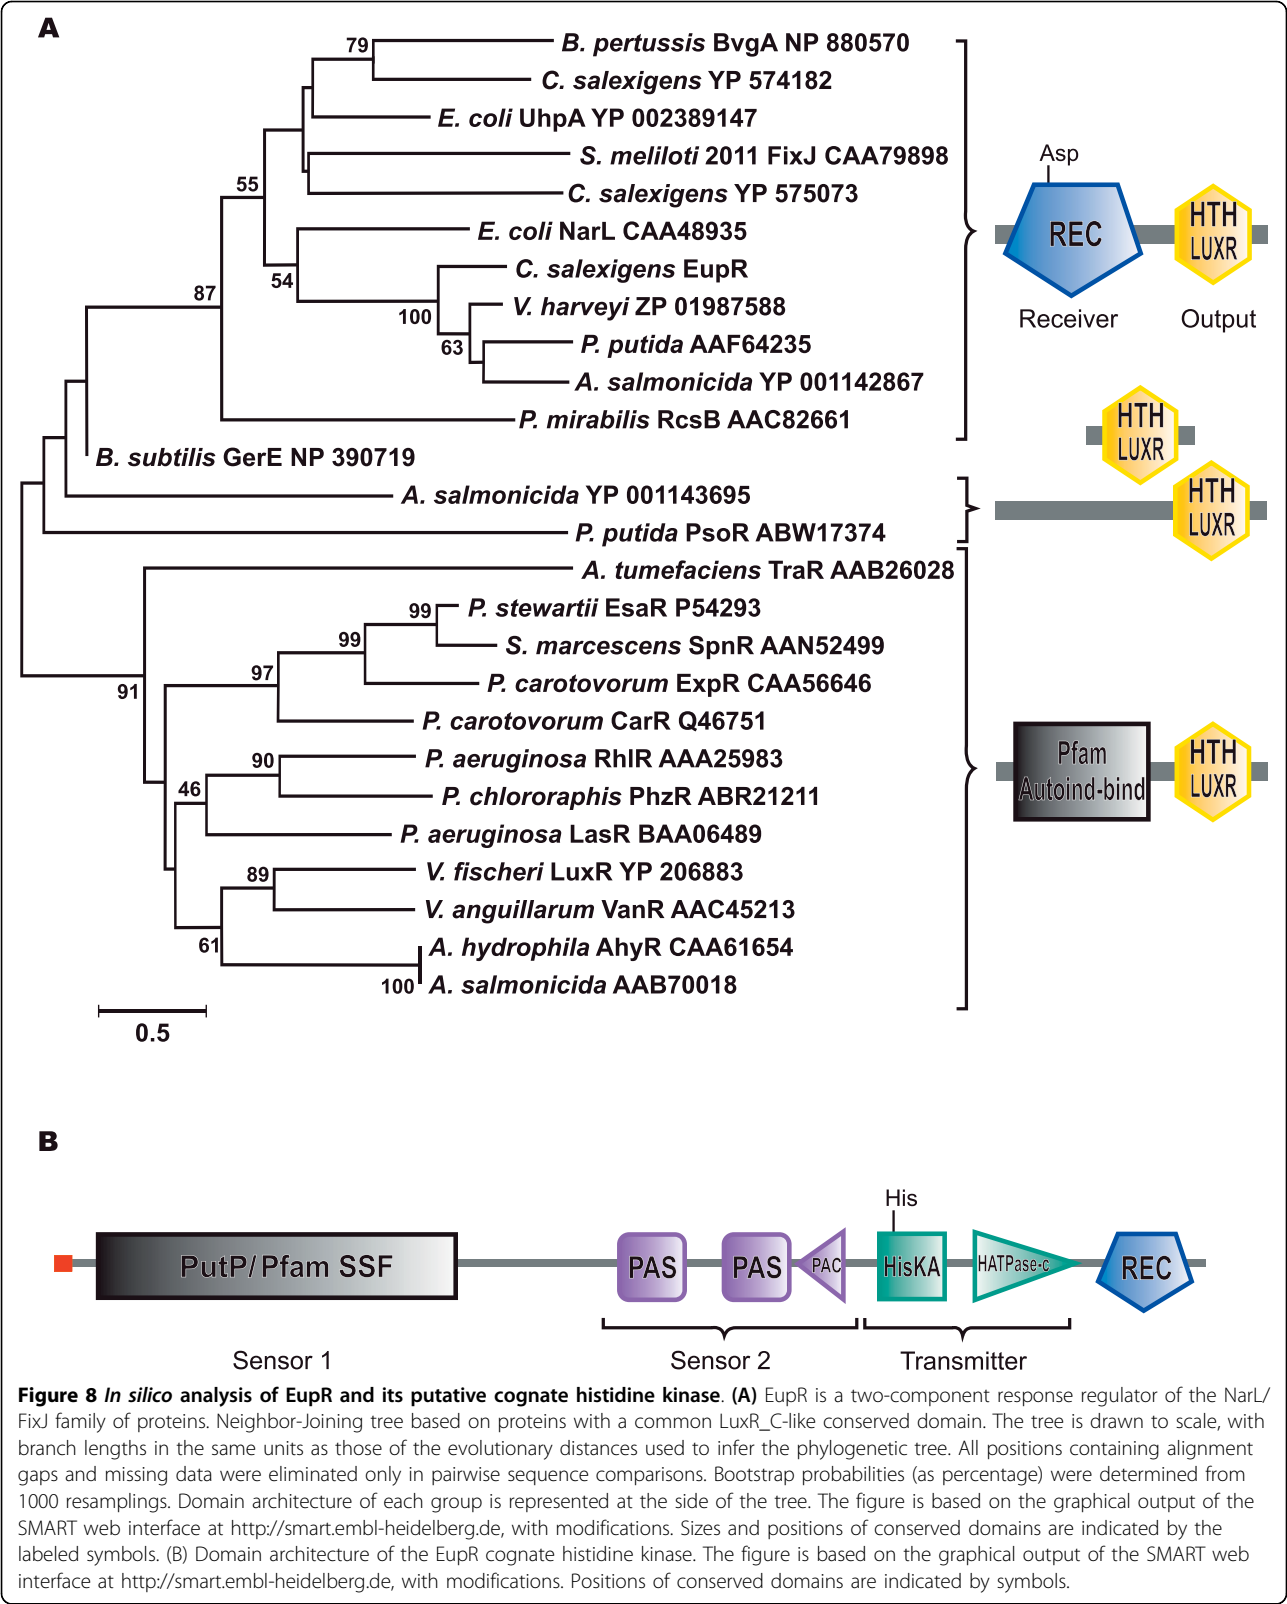 A
79
B. pertussis BvgA NP 880570
C. salexigens YP 574182
E. coli UhpA YP 002389147
S. meliloti 2011 FixJ CAA79898
C. salexigens YP 575073
55
E. coli NarL CAA48935
54
C. salexigens EupR
87
V. harveyi ZP 01987588
100
63
P. putida AAF64235
A. salmonicida YP 001142867
P. mirabilis RcsB AAC82661
B. subtilis GerE NP 390719
A. salmonicida YP 001143695
P. putida PsoR ABW17374
A. tumefaciens TraR AAB26028
99
P. stewartii EsaR P54293
99
S. marcescens SpnR AAN52499
97
P. carotovorum ExpR CAA56646
91
P. carotovorum CarR Q46751
90
P. aeruginosa RhlR AAA25983
46
P. chlororaphis PhzR ABR21211
P. aeruginosa LasR BAA06489
89
V. fischeri LuxR YP 206883
V. anguillarum VanR AAC45213
61
A. hydrophila AhyR CAA61654
100
A. salmonicida AAB70018
0.5
Asp
REC
HTH
LUXR
Receiver
Output
HTH
LUXR
HTH
LUXR
Pfam
Autoind-bind
HTH
LUXR
B
His
PutP/Pfam SSF
PAS
PAS
PAC
HisKA
HATPase-c
REC
Sensor 1
Sensor 2
Transmitter
Figure 8 In silico analysis of EupR and its putative cognate histidine kinase. (A) EupR is a two-component response regulator of the NarL/
FixJ family of proteins. Neighbor-Joining tree based on proteins with a common LuxR_C-like conserved domain. The tree is drawn to scale, with
branch lengths in the same units as those of the evolutionary distances used to infer the phylogenetic tree. All positions containing alignment
gaps and missing data were eliminated only in pairwise sequence comparisons. Bootstrap probabilities (as percentage) were determined from
1000 resamplings. Domain architecture of each group is represented at the side of the tree. The figure is based on the graphical output of the
SMART web interface at http://smart.embl-heidelberg.de, with modifications. Sizes and positions of conserved domains are indicated by the
labeled symbols. (B) Domain architecture of the EupR cognate histidine kinase. The figure is based on the graphical output of the SMART web
interface at http://smart.embl-heidelberg.de, with modifications. Positions of conserved domains are indicated by symbols.